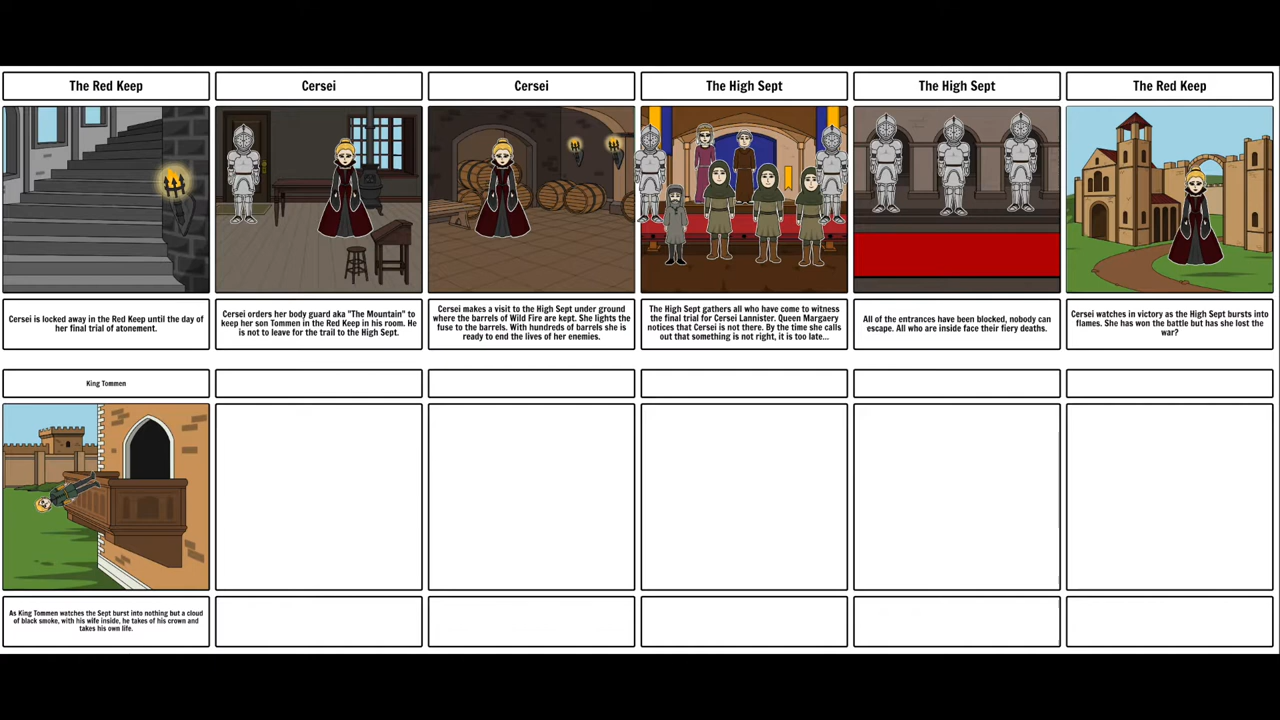 The Red Keep
Cersei
Cersei
The High Sept
The High Sept
The Red Keep
Cersei is locked away in the Red Keep until the day of
her final trial of atonement.
Cersei orders her body guard aka "The Mountain" to
keep her son Tommen in the Red Keep in his room. He
is not to leave for the trail to the High Sept.
Cersei makes a visit to the High Sept under ground
where the barrels of Wild Fire are kept. She lights the
fuse to the barrels. With hundreds of barrels she is
ready to end the lives of her enemies.
The High Sept gathers all who have come to witness
the final trial for Cersei Lannister. Queen Margaery
notices that Cersei is not there. By the time she calls
out that something is not right, it is too late...
All of the entrances have been blocked, nobody can
escape. All who are inside face their fiery deaths.
Cersei watches in victory as the High Sept bursts into
flames. She has won the battle but has she lost the
war?
King Tommen
As King Tommen watches the Sept burst into nothing but a cloud
of black smoke, with his wife inside, he takes of his crown and
takes his own life.